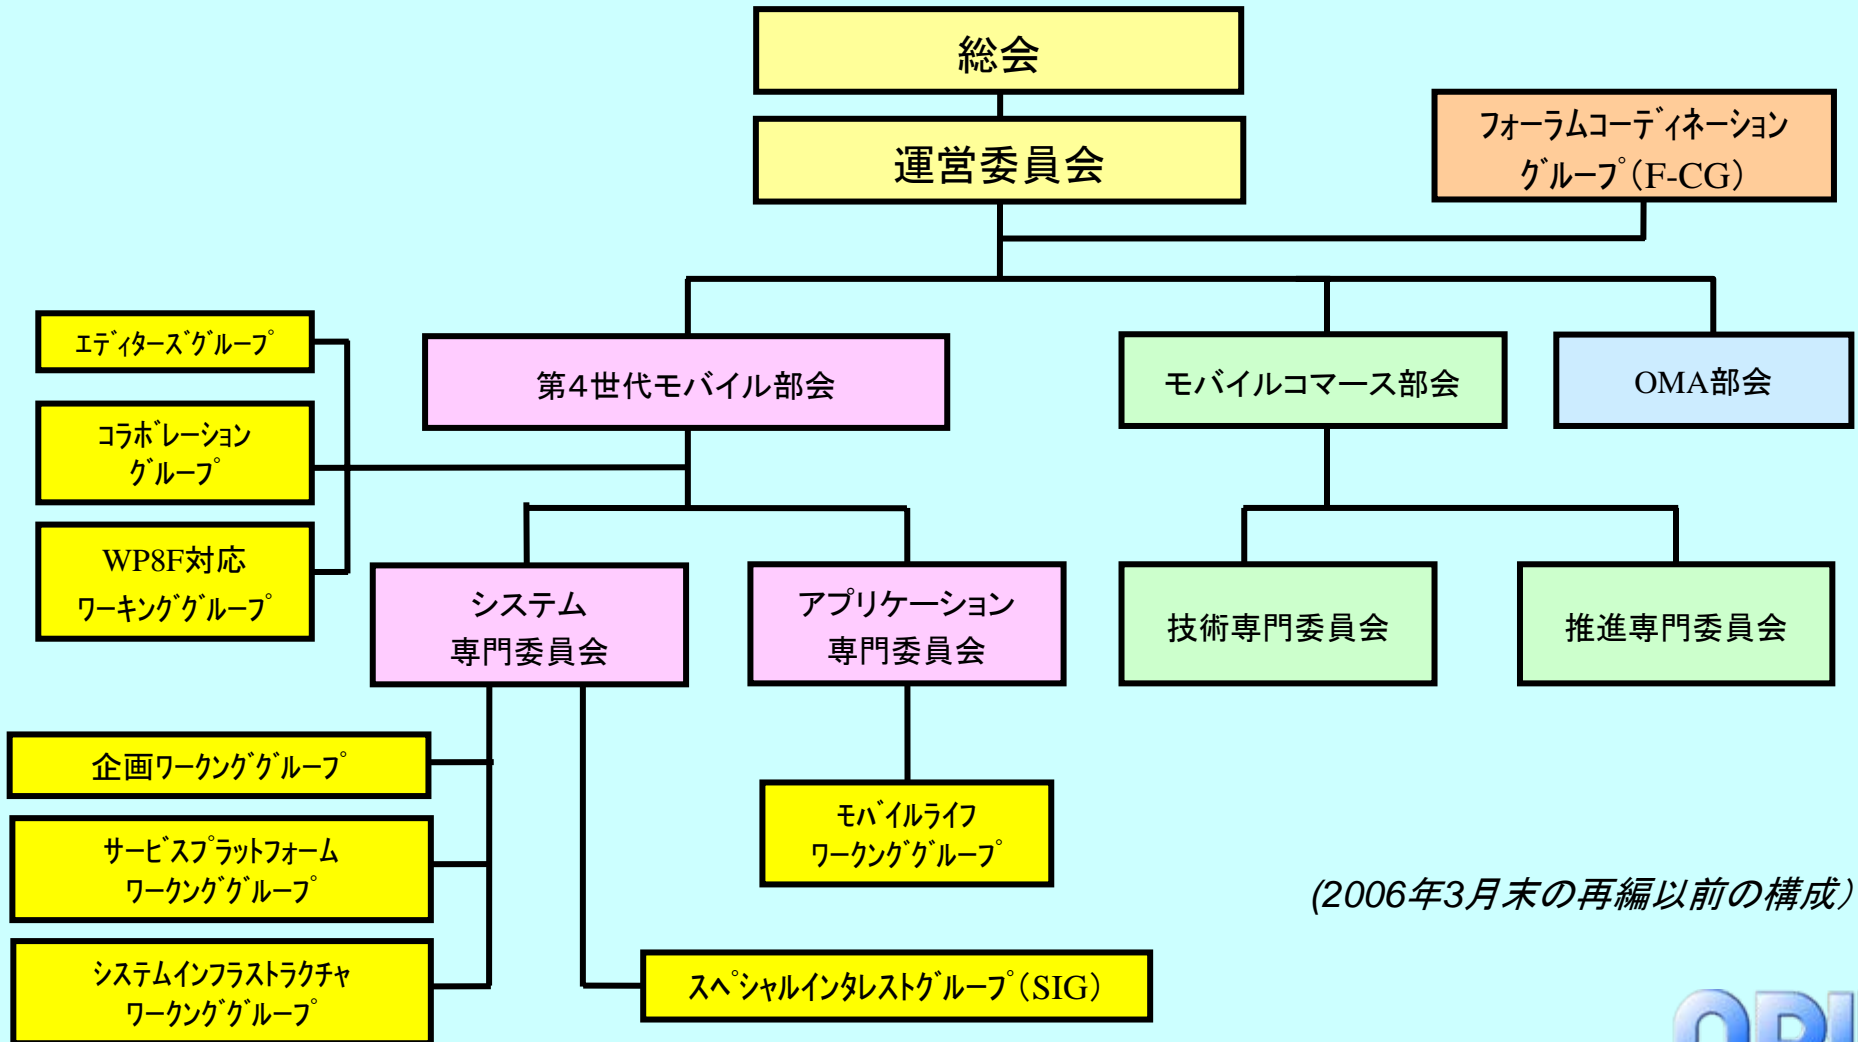 総会
運営委員会
フォーラムコーディネーション
グループ（F-CG）
エディターズグループ
第4世代モバイル部会
モバイルコマース部会
OMA部会
コラボレーション
グループ
WP8F対応
ワーキンググループ
システム
専門委員会
アプリケーション
専門委員会
技術専門委員会
推進専門委員会
企画ワークンググループ
サービスプラットフォーム
ワークンググループ
モバイルライフ
ワークンググループ
(2006年3月末の再編以前の構成）
システムインフラストラクチャ
ワークンググループ
スペシャルインタレストグループ（SIG）